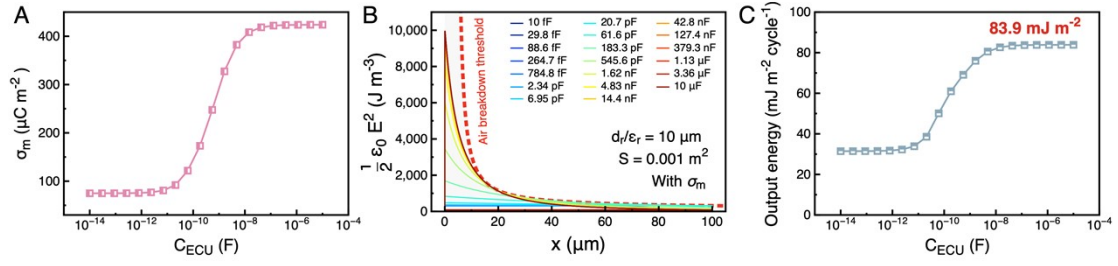 A
σm (μC m-2)
400
300
200
100
10-14
10-12
10-10
10-8
10-6
10-4
CECU (F)
B
1/2 ε0 E2 (J m-3)
10,000
8,000
6,000
4,000
2,000
0
0
20
40
60
80
100
x (μm)
Air breakdown threshold
10 fF
29.8 fF
88.6 fF
264.7 fF
784.8 fF
2.34 pF
6.95 pF
20.7 pF
61.6 pF
183.3 pF
545.6 pF
1.62 nF
4.83 nF
14.4 nF
42.8 nF
127.4 nF
379.3 nF
1.13 μF
3.36 μF
10 μF
dr/εr = 10 μm
S = 0.001 m2
With σm
C
Output energy (mJ m-2 cycle-1)
100
80
60
40
20
0
83.9 mJ m-2
10-14
10-12
10-10
10-8
10-6
10-4
CECU (F)